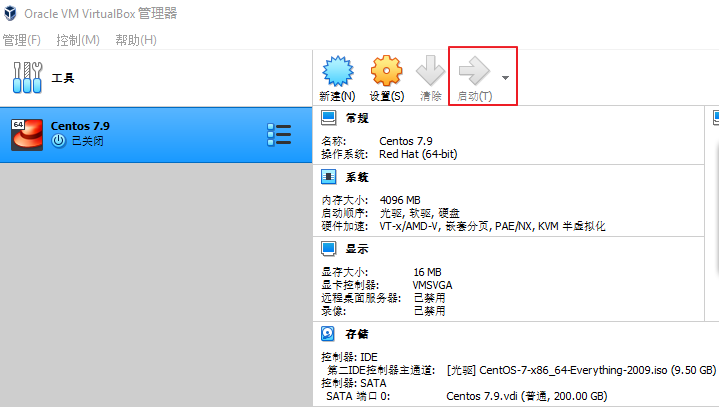 Oracle VM VirtualBox 管理器
管理(F) 控制(M) 帮助(H)
工具
新建(N) 设置(S) 清除 启动(T)
64
Centos 7.9
已关闭
常规
名称: Centos 7.9
操作系统: Red Hat (64-bit)
系统
内存大小: 4096 MB
启动顺序: 光驱, 软驱, 硬盘
硬件加速: VT-x/AMD-V, 嵌套分页, PAE/NX, KVM 半虚拟化
显示
显存大小: 16 MB
显卡控制器: VMSVGA
远程桌面服务器: 已禁用
录像: 已禁用
存储
控制器: IDE
第二IDE控制器主通道: [光驱] CentOS-7-x86_64-Everything-2009.iso (9.50 GB)
控制器: SATA
SATA 端口 0: Centos 7.9.vdi (普通, 200.00 GB)